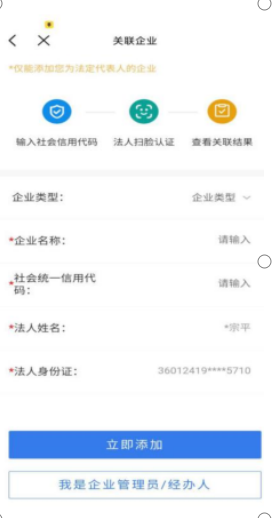 关联企业
*仅能添加您为法定代表人的企业
输入社会信用代码 法人扫脸认证 查看关联结果
企业类型： 企业类型
*企业名称： 请输入
*社会统一信用代
码： 请输入
*法人姓名： *宗平
*法人身份证： 36012419****5710
立即添加
我是企业管理员/经办人